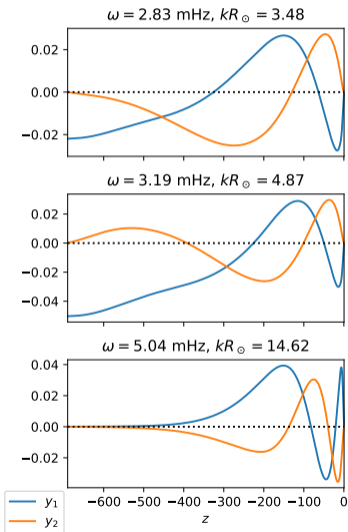 ω = 2.83 mHz, kR⊙ = 3.48
0.02
0.00
−0.02
ω = 3.19 mHz, kR⊙ = 4.87
0.02
0.00
−0.02
−0.04
ω = 5.04 mHz, kR⊙ = 14.62
0.04
0.02
0.00
−0.02
−600 −500 −400 −300 −200 −100 0
z
y₁
y₂